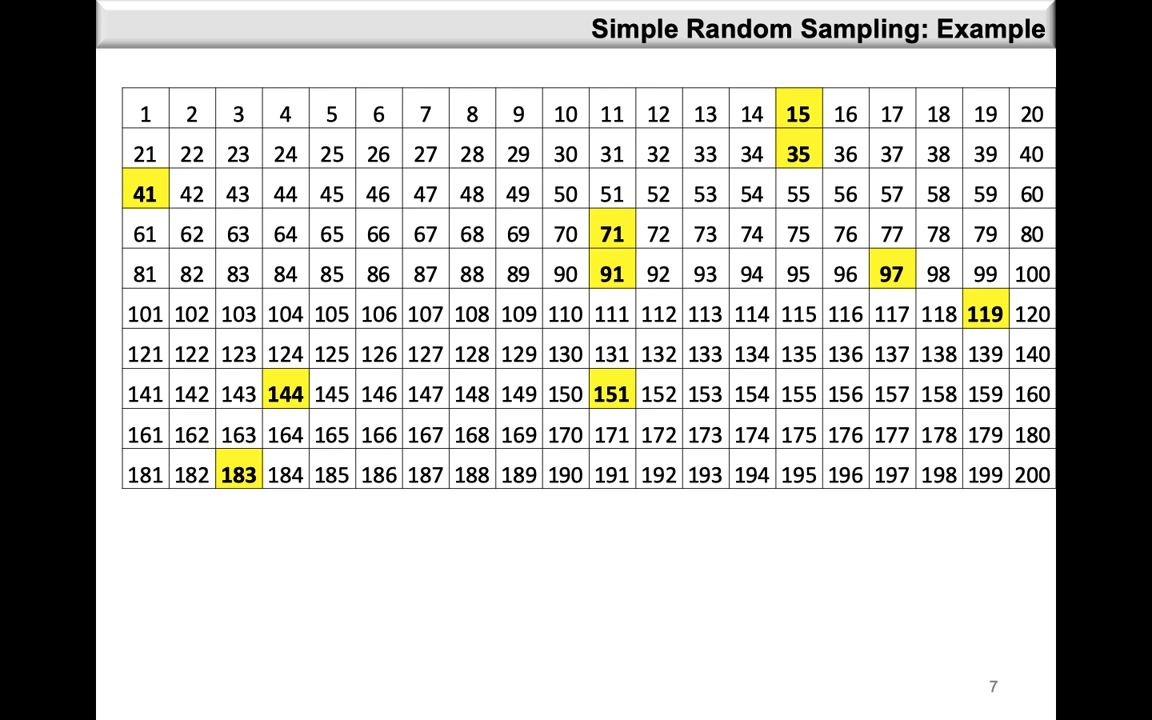 Simple Random Sampling: Example
1 2 3 4 5 6 7 8 9 10 11 12 13 14 15 16 17 18 19 20
21 22 23 24 25 26 27 28 29 30 31 32 33 34 35 36 37 38 39 40
41 42 43 44 45 46 47 48 49 50 51 52 53 54 55 56 57 58 59 60
61 62 63 64 65 66 67 68 69 70 71 72 73 74 75 76 77 78 79 80
81 82 83 84 85 86 87 88 89 90 91 92 93 94 95 96 97 98 99 100
101 102 103 104 105 106 107 108 109 110 111 112 113 114 115 116 117 118 119 120
121 122 123 124 125 126 127 128 129 130 131 132 133 134 135 136 137 138 139 140
141 142 143 144 145 146 147 148 149 150 151 152 153 154 155 156 157 158 159 160
161 162 163 164 165 166 167 168 169 170 171 172 173 174 175 176 177 178 179 180
181 182 183 184 185 186 187 188 189 190 191 192 193 194 195 196 197 198 199 200
7